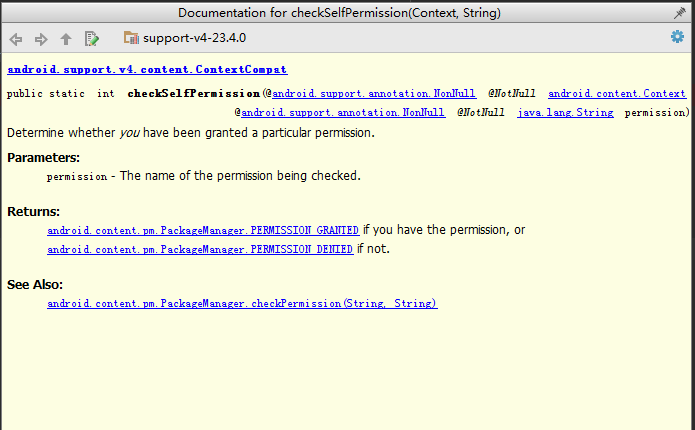 Documentation for checkSelfPermission(Context, String)
support-v4-23.4.0
android.support.v4.content.ContextCompat
public static int checkSelfPermission(@android.support.annotation.NonNull @NotNull android.content.Context
@android.support.annotation.NonNull @NotNull java.lang.String permission)
Determine whether you have been granted a particular permission.
Parameters:
permission - The name of the permission being checked.
Returns:
android.content.pm.PackageManager.PERMISSION_GRANTED if you have the permission, or
android.content.pm.PackageManager.PERMISSION_DENIED if not.
See Also:
android.content.pm.PackageManager.checkPermission(String, String)